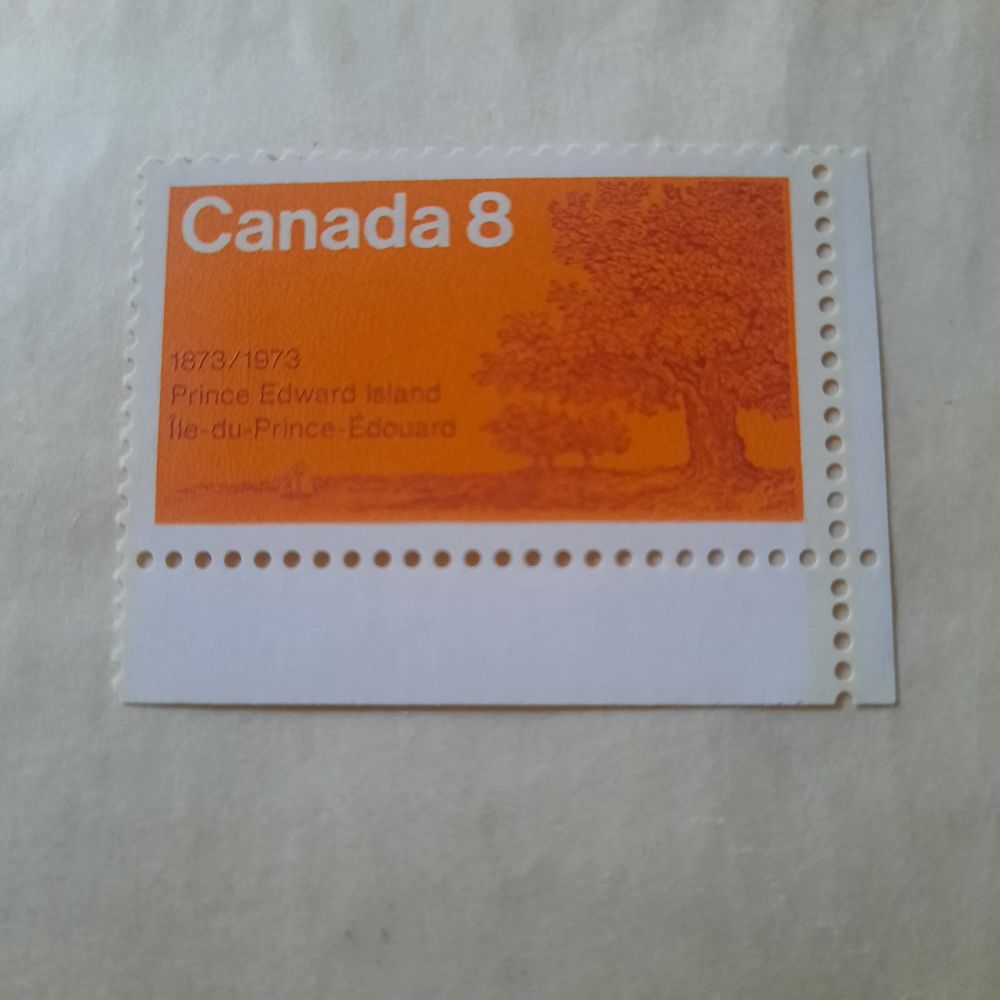 Canada 8
1873/1973
Prince Edward Island
Île-du-Prince-Édouard